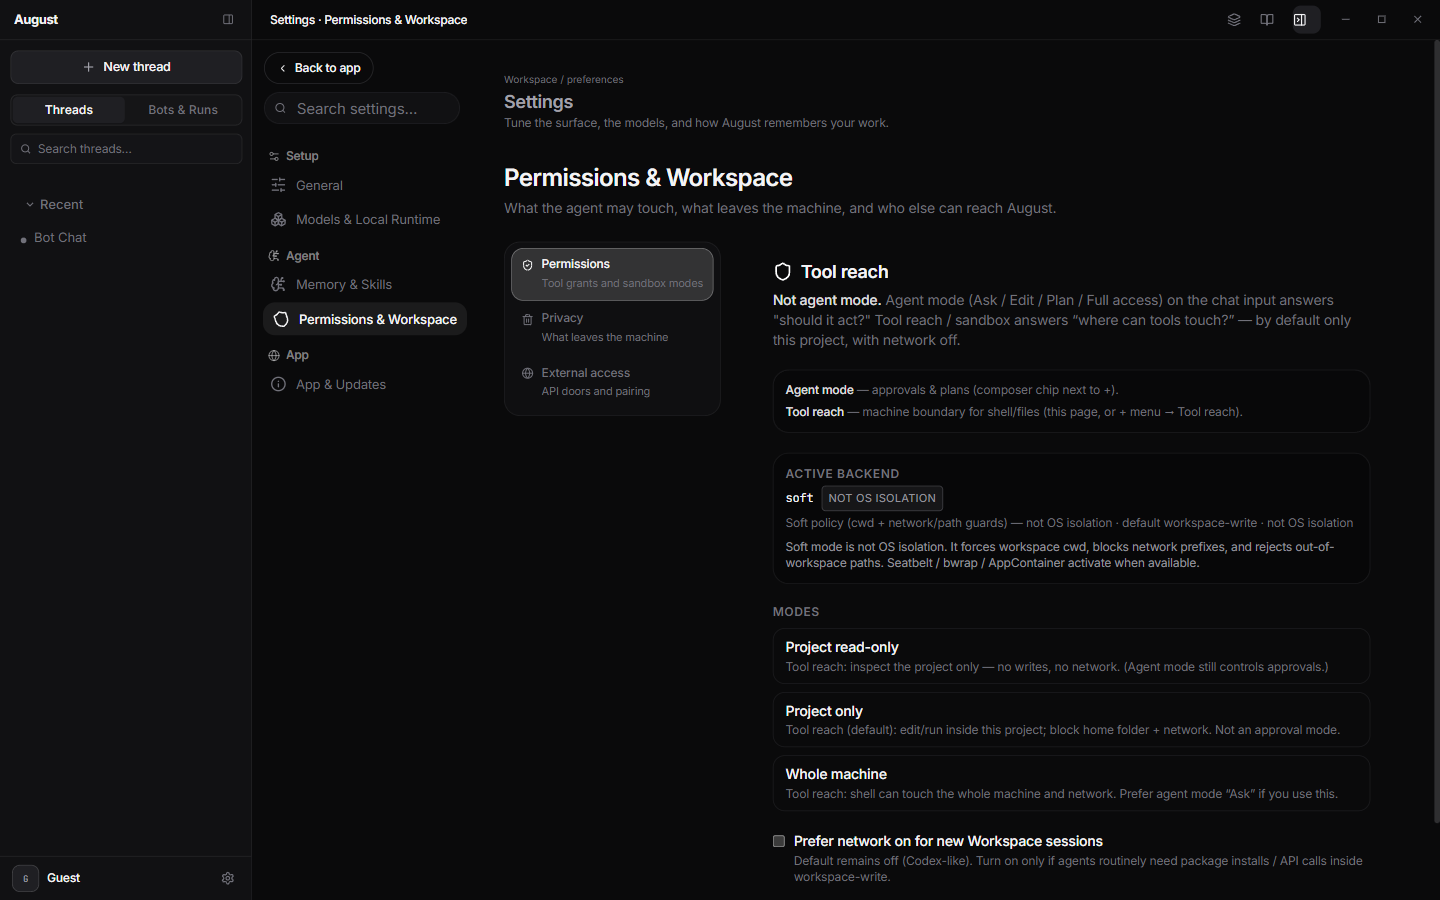 August
Settings · Permissions & Workspace
New thread
Threads
Bots & Runs
Search threads...
Recent
Bot Chat
G
Guest
Back to app
Search settings...
Setup
General
Models & Local Runtime
Agent
Memory & Skills
Permissions & Workspace
App
App & Updates
Workspace / preferences
Settings
Tune the surface, the models, and how August remembers your work.
Permissions & Workspace
What the agent may touch, what leaves the machine, and who else can reach August.
Permissions
Tool grants and sandbox modes
Privacy
What leaves the machine
External access
API doors and pairing
Tool reach
Not agent mode. Agent mode (Ask / Edit / Plan / Full access) on the chat input answers
"should it act?" Tool reach / sandbox answers “where can tools touch?” — by default only
this project, with network off.
Agent mode — approvals & plans (composer chip next to +).
Tool reach — machine boundary for shell/files (this page, or + menu → Tool reach).
ACTIVE BACKEND
soft NOT OS ISOLATION
Soft policy (cwd + network/path guards) — not OS isolation · default workspace-write · not OS isolation
Soft mode is not OS isolation. It forces workspace cwd, blocks network prefixes, and rejects out-of-
workspace paths. Seatbelt / bwrap / AppContainer activate when available.
MODES
Project read-only
Tool reach: inspect the project only — no writes, no network. (Agent mode still controls approvals.)
Project only
Tool reach (default): edit/run inside this project; block home folder + network. Not an approval mode.
Whole machine
Tool reach: shell can touch the whole machine and network. Prefer agent mode “Ask” if you use this.
Prefer network on for new Workspace sessions
Default remains off (Codex-like). Turn on only if agents routinely need package installs / API calls inside
workspace-write.